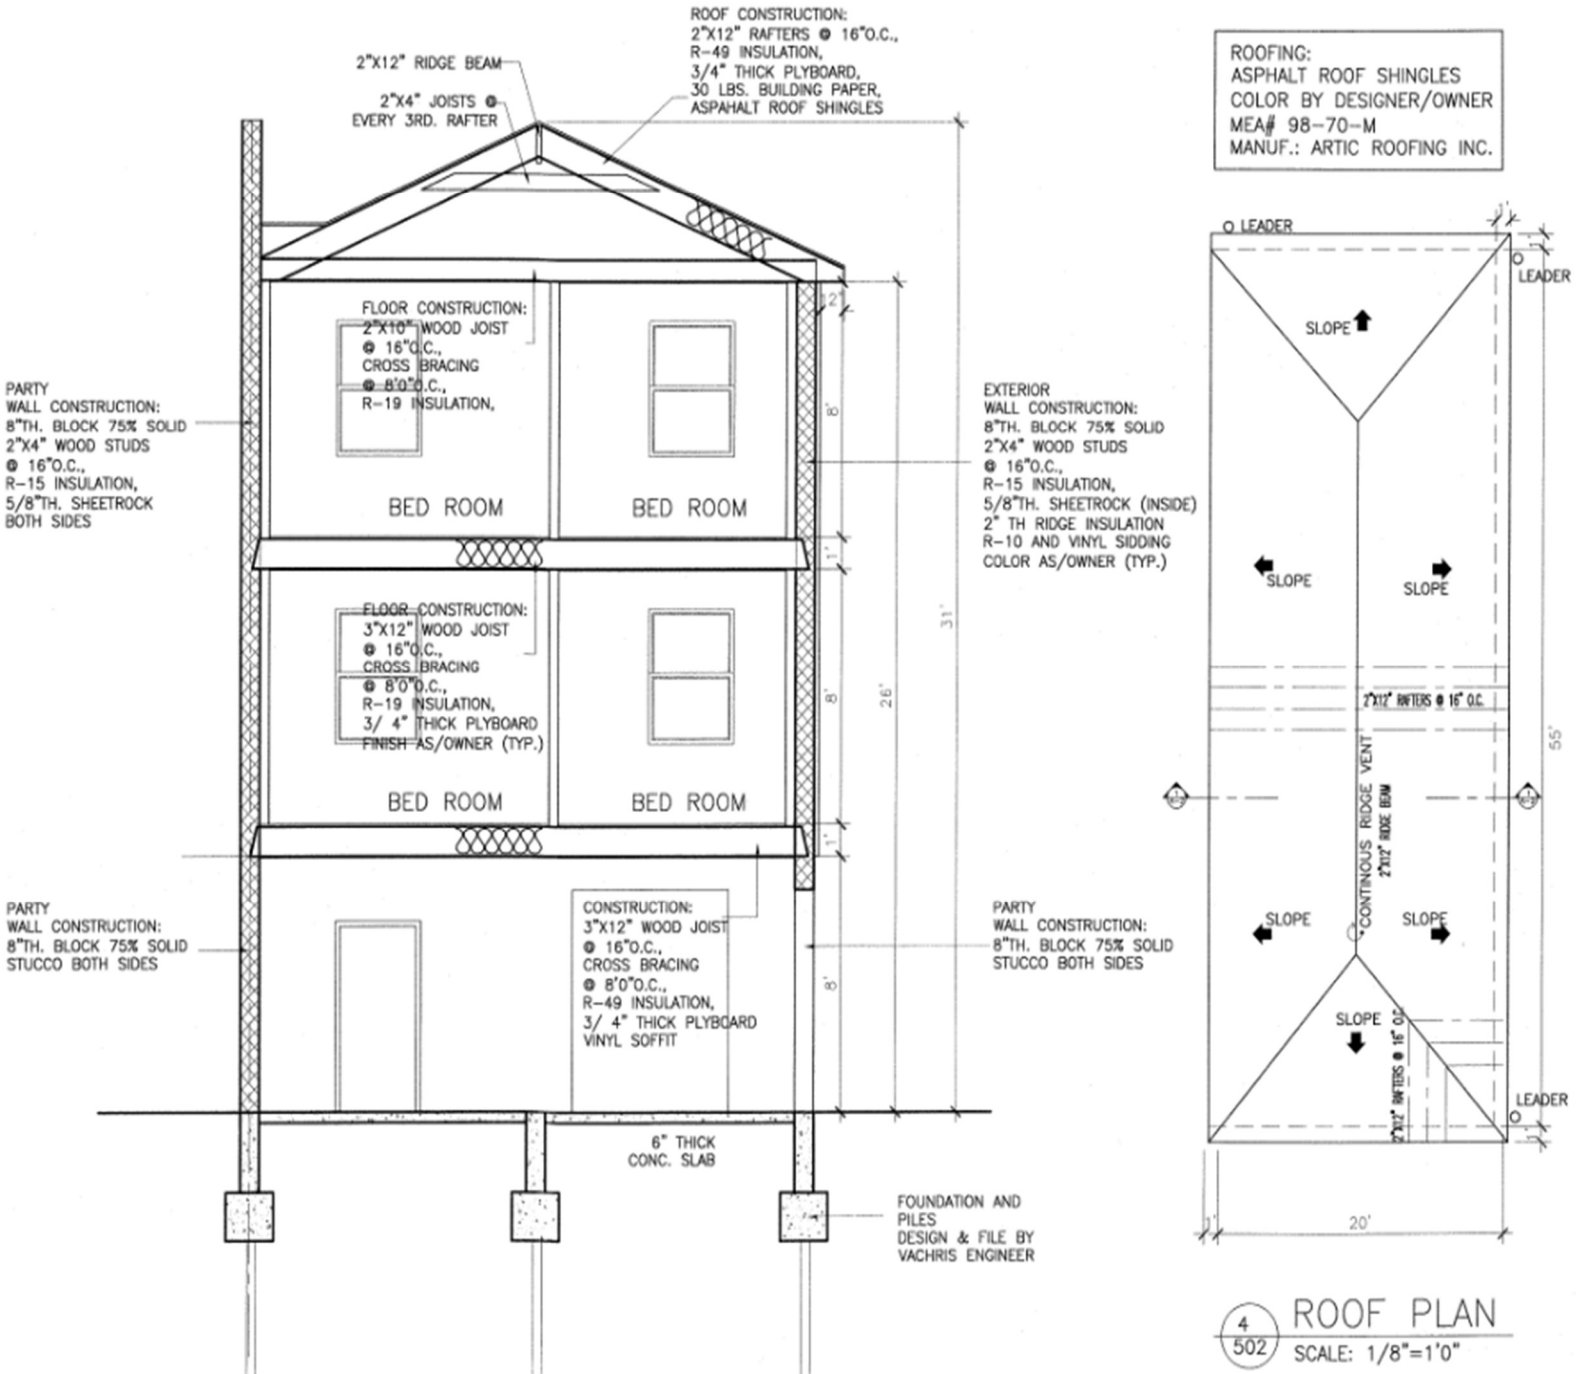 ROOF CONSTRUCTION:
2"X12" RAFTERS @ 16"O.C.,
R-49 INSULATION,
3/4" THICK PLYBOARD,
30 LBS. BUILDING PAPER,
ASPAHALT ROOF SHINGLES
2"X12" RIDGE BEAM
2"X4" JOISTS @
EVERY 3RD. RAFTER
12"
FLOOR CONSTRUCTION:
2"X10" WOOD JOIST
@ 16"O.C.,
CROSS BRACING
@ 8'0"O.C.,
R-19 INSULATION,
BED ROOM
BED ROOM
PARTY
WALL CONSTRUCTION:
8"TH. BLOCK 75% SOLID
2"X4" WOOD STUDS
@ 16"O.C.,
R-15 INSULATION,
5/8"TH. SHEETROCK
BOTH SIDES
EXTERIOR
WALL CONSTRUCTION:
8"TH. BLOCK 75% SOLID
2"X4" WOOD STUDS
@ 16"O.C.,
R-15 INSULATION,
5/8"TH. SHEETROCK (INSIDE)
2" TH RIDGE INSULATION
R-10 AND VINYL SIDDING
COLOR AS/OWNER (TYP.)
8'
1'
8'
1'
8'
26'
31'
FLOOR CONSTRUCTION:
3"X12" WOOD JOIST
@ 16"O.C.,
CROSS BRACING
@ 8'0"O.C.,
R-19 INSULATION,
3/ 4" THICK PLYBOARD
FINISH AS/OWNER (TYP.)
BED ROOM
BED ROOM
PARTY
WALL CONSTRUCTION:
8"TH. BLOCK 75% SOLID
STUCCO BOTH SIDES
CONSTRUCTION:
3"X12" WOOD JOIST
@ 16"O.C.,
CROSS BRACING
@ 8'0"O.C.,
R-49 INSULATION,
3/ 4" THICK PLYBOARD
VINYL SOFFIT
PARTY
WALL CONSTRUCTION:
8"TH. BLOCK 75% SOLID
STUCCO BOTH SIDES
6" THICK
CONC. SLAB
FOUNDATION AND
PILES
DESIGN & FILE BY
VACHRIS ENGINEER
ROOFING:
ASPHALT ROOF SHINGLES
COLOR BY DESIGNER/OWNER
MEA# 98-70-M
MANUF.: ARTIC ROOFING INC.
1'
LEADER
1'
LEADER
SLOPE
SLOPE
SLOPE
2"X12" RAFTERS @ 16" O.C.
55'
CONTINOUS RIDGE VENT
2"X12" RIDGE BEAM
SLOPE
SLOPE
SLOPE
2"X12" RAFTERS @ 16" O.C.
LEADER
1'
1'
20'
4
502
ROOF PLAN
SCALE: 1/8"=1'0"